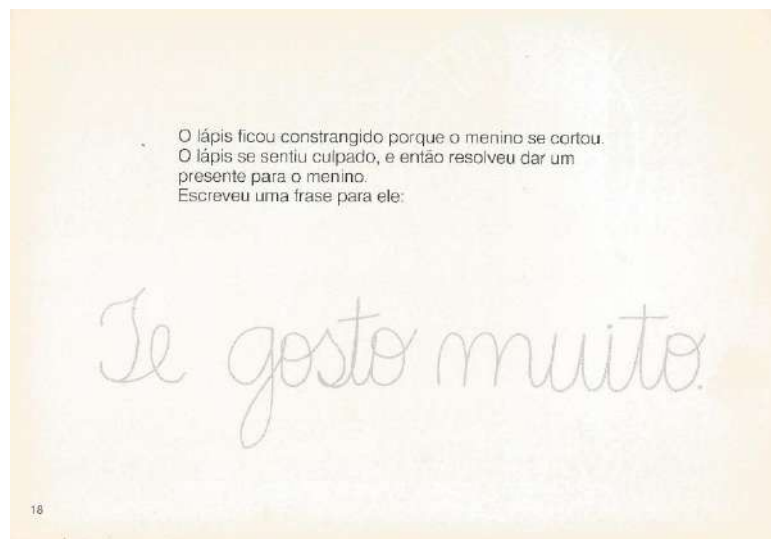 O lápis ficou constrangido porque o menino se cortou.
O lápis se sentiu culpado, e então resolveu dar um
presente para o menino.
Escreveu uma frase para ele:
Te gosto muito.
18